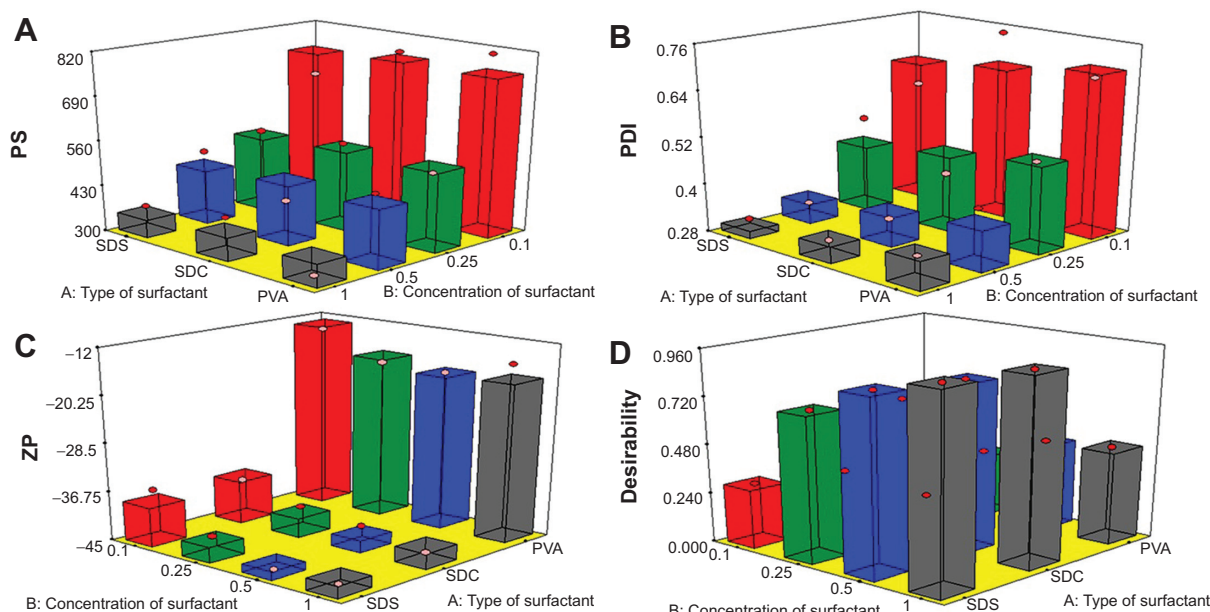 A
820
690
560
430
300
PS
SDS
SDC
PVA
A: Type of surfactant
0.1
0.25
0.5
1
B: Concentration of surfactant
B
0.76
0.64
0.52
0.4
0.28
PDI
SDS
SDC
PVA
A: Type of surfactant
0.1
0.25
0.5
1
B: Concentration of surfactant
C
–12
–20.25
–28.5
–36.75
–45
ZP
0.1
0.25
0.5
1
B: Concentration of surfactant
PVA
SDC
SDS
A: Type of surfactant
D
0.960
0.720
0.480
0.240
0.000
Desirability
0.1
0.25
0.5
1
B: Concentration of surfactant
PVA
SDC
SDS
A: Type of surfactant